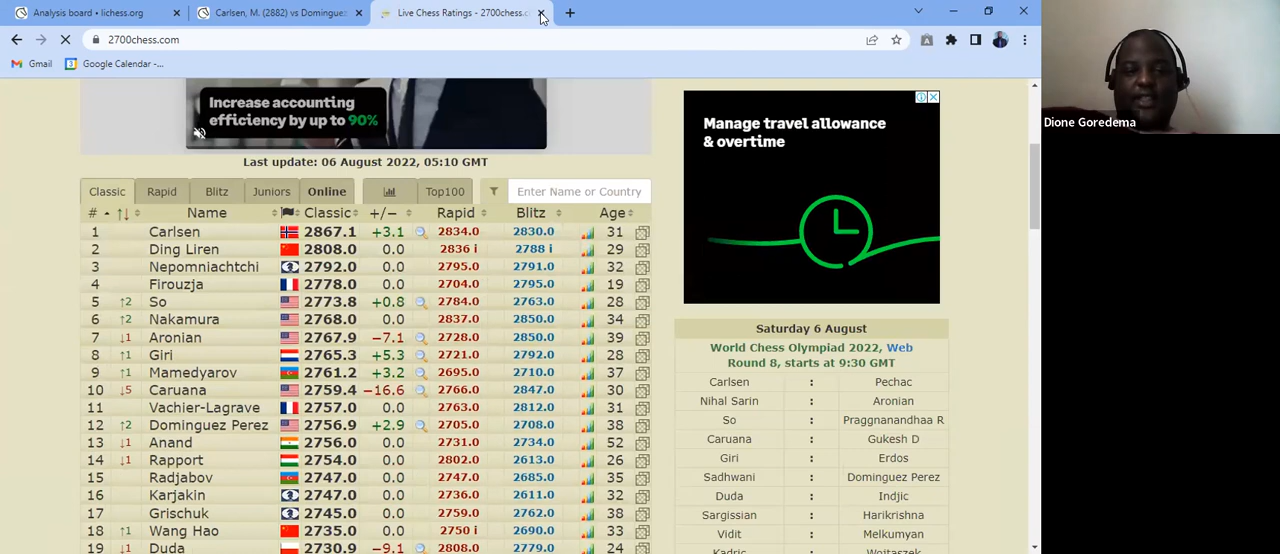 Analysis board • lichess.org
Carlsen, M. (2882) vs Dominguez
Live Chess Ratings - 2700chess.c
2700chess.com
Gmail
Google Calendar -...
Increase accounting
efficiency by up to 90%
Last update: 06 August 2022, 05:10 GMT
Classic Rapid Blitz Juniors Online Top100 Enter Name or Country
# ↑↓ Name Classic +/− Rapid Blitz Age
1 Carlsen 2867.1 +3.1 2834.0 2830.0 31
2 Ding Liren 2808.0 0.0 2836 i 2788 i 29
3 Nepomniachtchi 2792.0 0.0 2795.0 2791.0 32
4 Firouzja 2778.0 0.0 2704.0 2795.0 19
5 ↑2 So 2773.8 +0.8 2784.0 2763.0 28
6 ↑2 Nakamura 2768.0 0.0 2837.0 2850.0 34
7 ↓1 Aronian 2767.9 −7.1 2728.0 2850.0 39
8 ↑1 Giri 2765.3 +5.3 2721.0 2792.0 28
9 ↑1 Mamedyarov 2761.2 +3.2 2695.0 2710.0 37
10 ↓5 Caruana 2759.4 −16.6 2766.0 2847.0 30
11 Vachier-Lagrave 2757.0 0.0 2763.0 2812.0 31
12 ↑2 Dominguez Perez 2756.9 +2.9 2705.0 2708.0 38
13 ↓1 Anand 2756.0 0.0 2731.0 2734.0 52
14 ↓1 Rapport 2754.0 0.0 2802.0 2613.0 26
15 Radjabov 2747.0 0.0 2747.0 2685.0 35
16 Karjakin 2747.0 0.0 2736.0 2611.0 32
17 Grischuk 2745.0 0.0 2759.0 2762.0 38
18 ↑1 Wang Hao 2735.0 0.0 2750 i 2690.0 33
19 ↓1 Duda 2730.9 −9.1 2808.0 2779.0 24
Manage travel allowance
& overtime
Saturday 6 August
World Chess Olympiad 2022, Web
Round 8, starts at 9:30 GMT
Carlsen : Pechac
Nihal Sarin : Aronian
So : Praggnanandhaa R
Caruana : Gukesh D
Giri : Erdos
Sadhwani : Dominguez Perez
Duda : Indjic
Sargissian : Harikrishna
Vidit : Melkumyan
Kadric : Wojtaszek
Dione Goredema